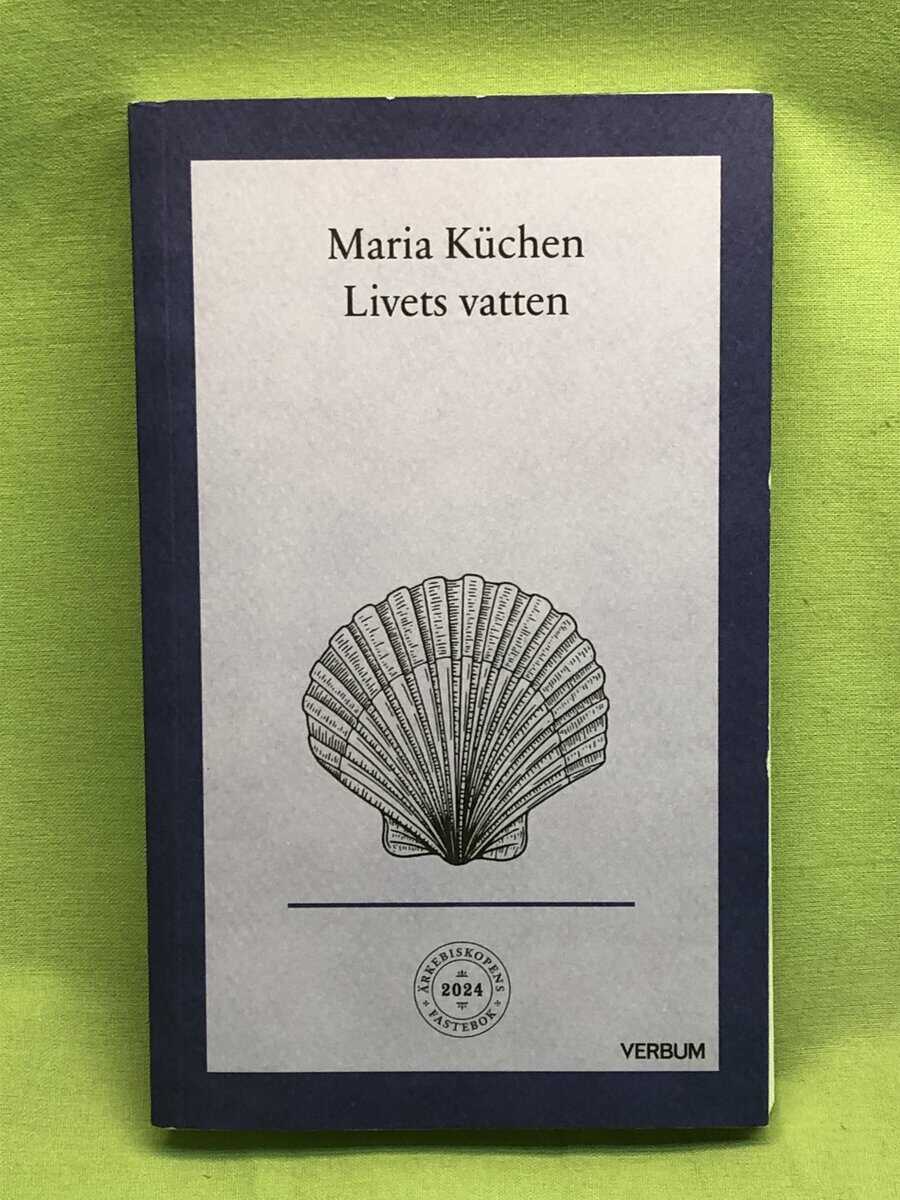 Maria Küchen
Livets vatten
ÄRKEBISKOPENS
2024
FASTEBOK
VERBUM